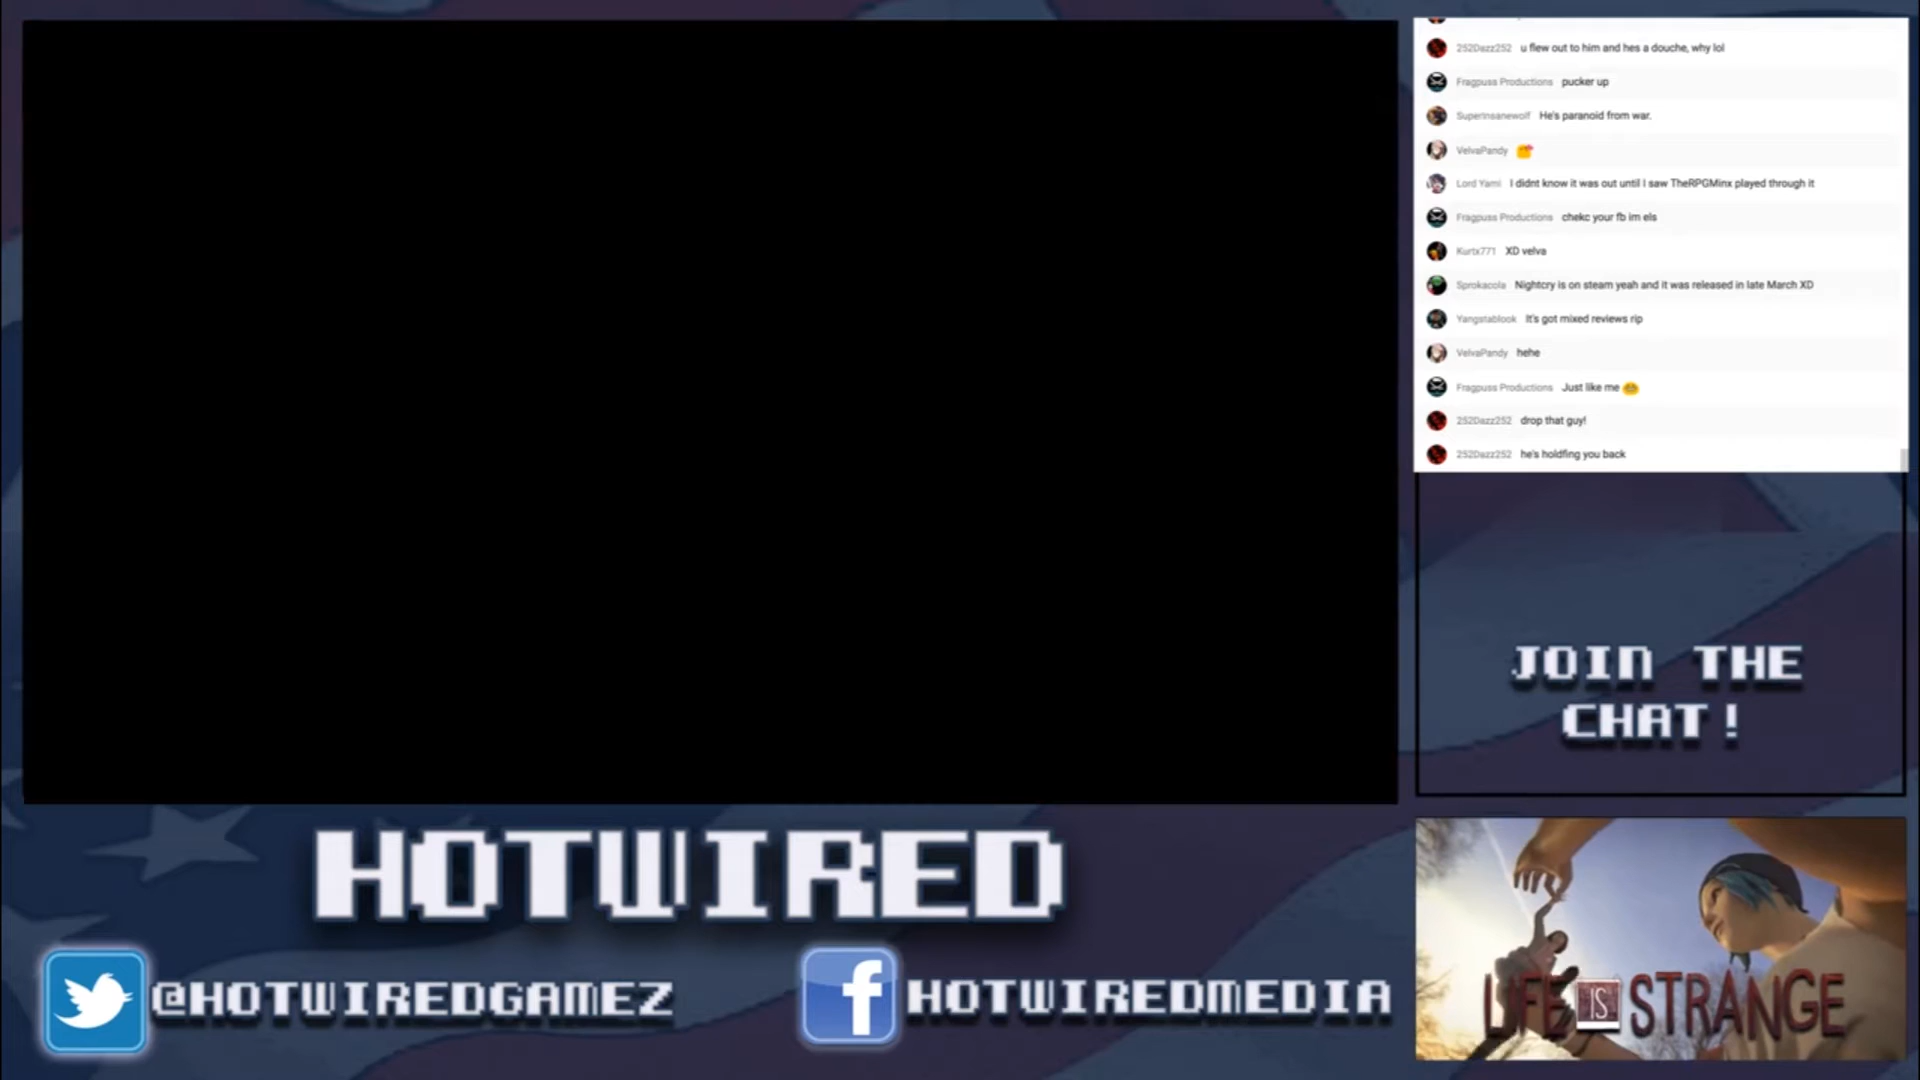 252Dazz252 u flew out to him and hes a douche, why lol
Fragpuss Productions pucker up
SuperInsanewolf He's paranoid from war.
VelvaPandy
Lord Yami I didnt know it was out until I saw TheRPGMinx played through it
Fragpuss Productions chekc your fb im els
Kurtx771 XD velva
Sprokacola Nightcry is on steam yeah and it was released in late March XD
Yangstablook It's got mixed reviews rip
VelvaPandy hehe
Fragpuss Productions Just like me
252Dazz252 drop that guy!
252Dazz252 he's holdfing you back
JOIN THE
CHAT!
HOTWIRED
@HOTWIREDGAMEZ
HOTWIREDMEDIA
LIFE IS STRANGE